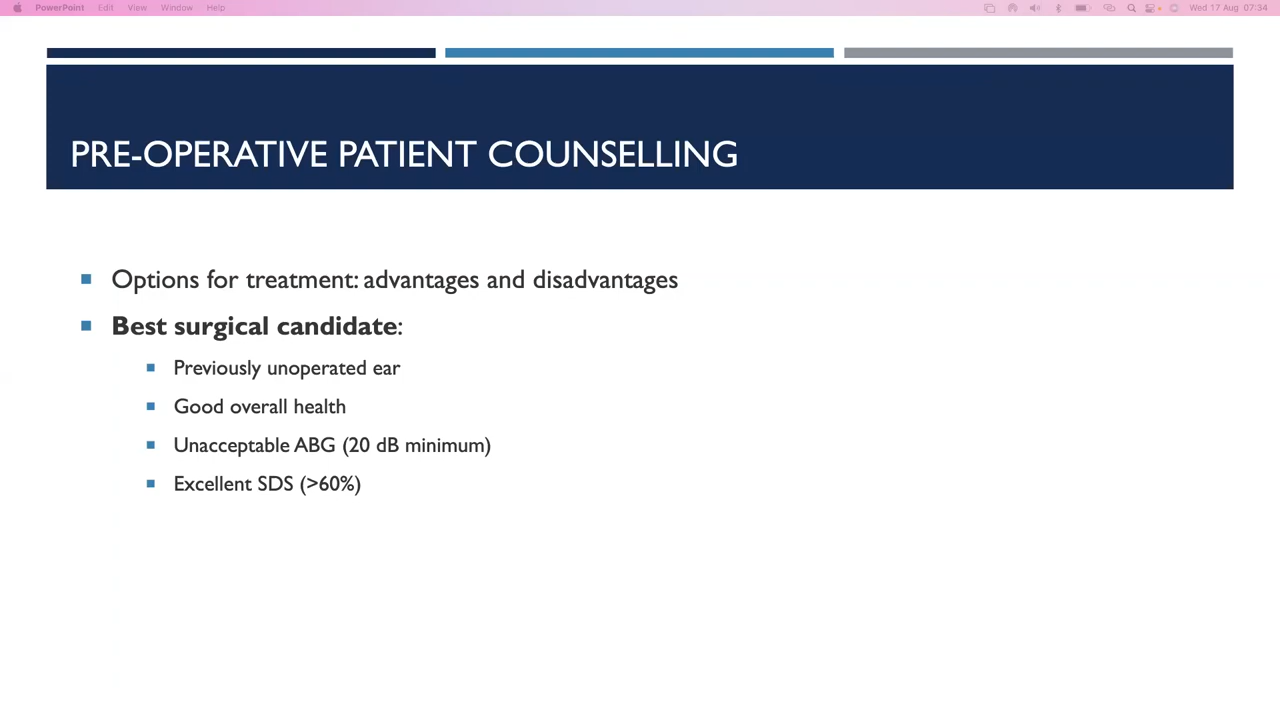 PowerPoint Edit View Window Help Wed 17 Aug 07:34
PRE-OPERATIVE PATIENT COUNSELLING
Options for treatment: advantages and disadvantages
Best surgical candidate:
Previously unoperated ear
Good overall health
Unacceptable ABG (20 dB minimum)
Excellent SDS (>60%)